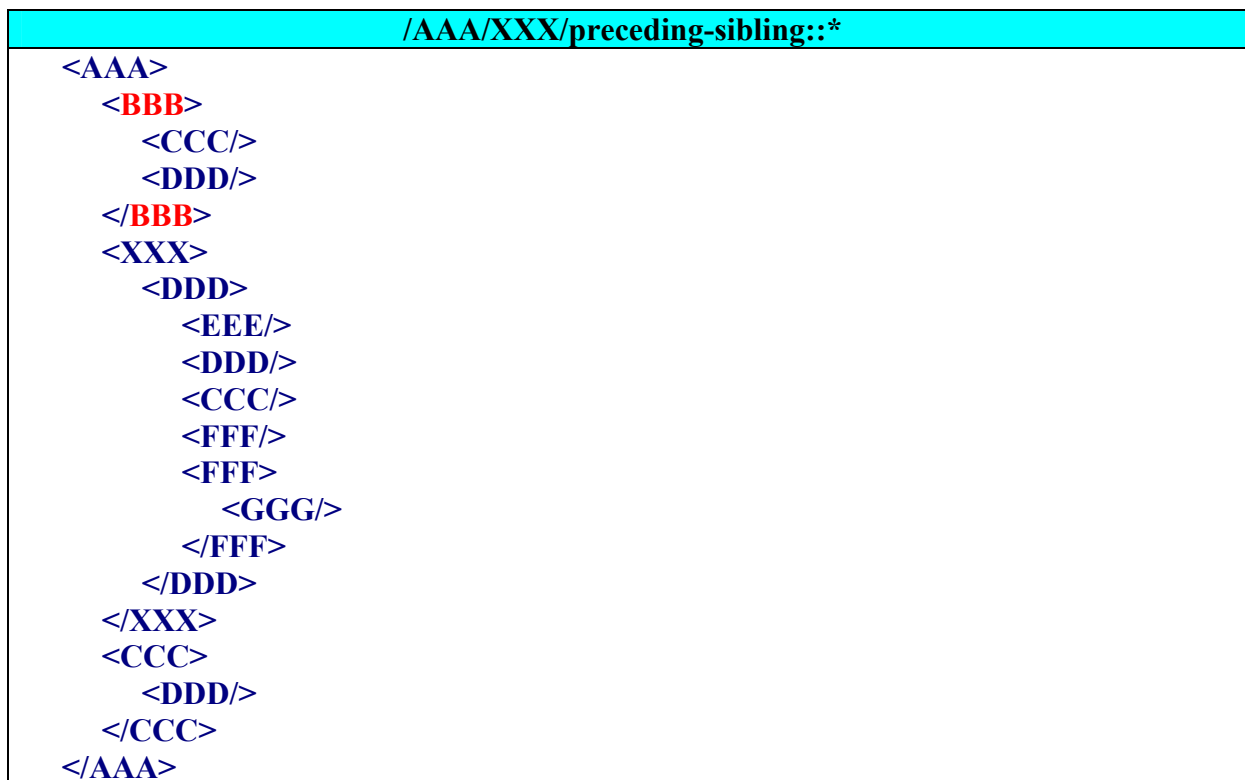 /AAA/XXX/preceding-sibling::*
<AAA>
<BBB>
<CCC/>
<DDD/>
</BBB>
<XXX>
<DDD>
<EEE/>
<DDD/>
<CCC/>
<FFF/>
<FFF>
<GGG/>
</FFF>
</DDD>
</XXX>
<CCC>
<DDD/>
</CCC>
</AAA>